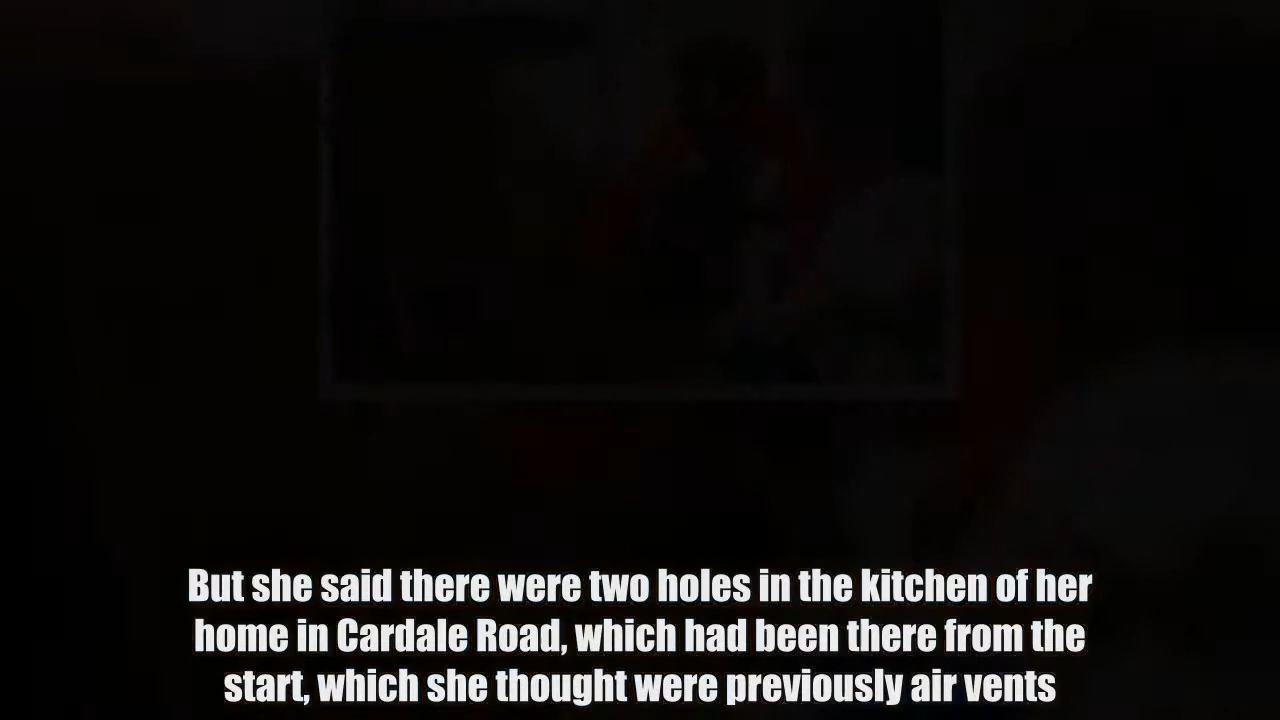 But she said there were two holes in the kitchen of her
home in Cardale Road, which had been there from the
start, which she thought were previously air vents